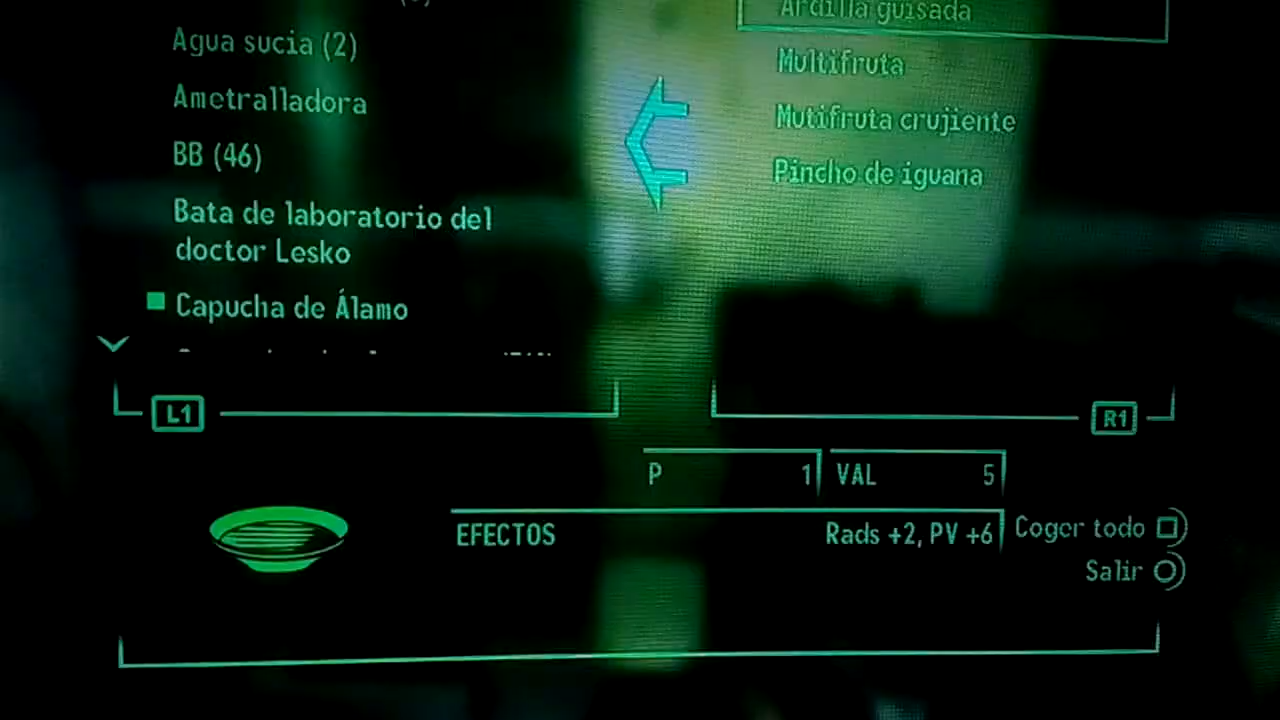 Agua sucia (2)
Ametralladora
BB (46)
Bata de laboratorio del
doctor Lesko
Capucha de Álamo
L1
Ardilla guisada
Multifruta
Mutifruta crujiente
Pincho de iguana
R1
P 1 VAL 5
EFECTOS Rads +2, PV +6
Coger todo
Salir